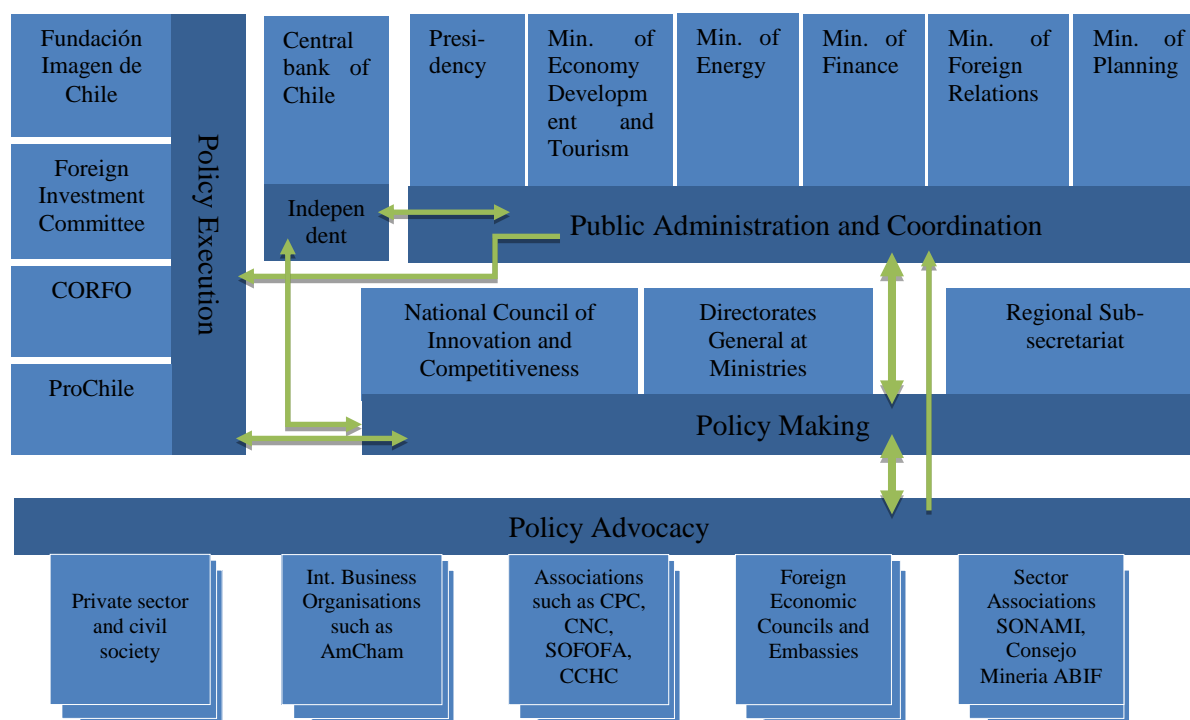 Fundación
Imagen de
Chile
Foreign
Investment
Committee
CORFO
ProChile
Policy Execution
Central
bank of
Chile
Indepen
dent
Presi-
dency
Min. of
Economy
Developm
ent and
Tourism
Min. of
Energy
Min. of
Finance
Min. of
Foreign
Relations
Min. of
Planning
Public Administration and Coordination
National Council of
Innovation and
Competitiveness
Directorates
General at
Ministries
Regional Sub-
secretariat
Policy Making
Policy Advocacy
Private sector
and civil
society
Int. Business
Organisations
such as
AmCham
Associations
such as CPC,
CNC,
SOFOFA,
CCHC
Foreign
Economic
Councils and
Embassies
Sector
Associations
SONAMI,
Consejo
Mineria ABIF